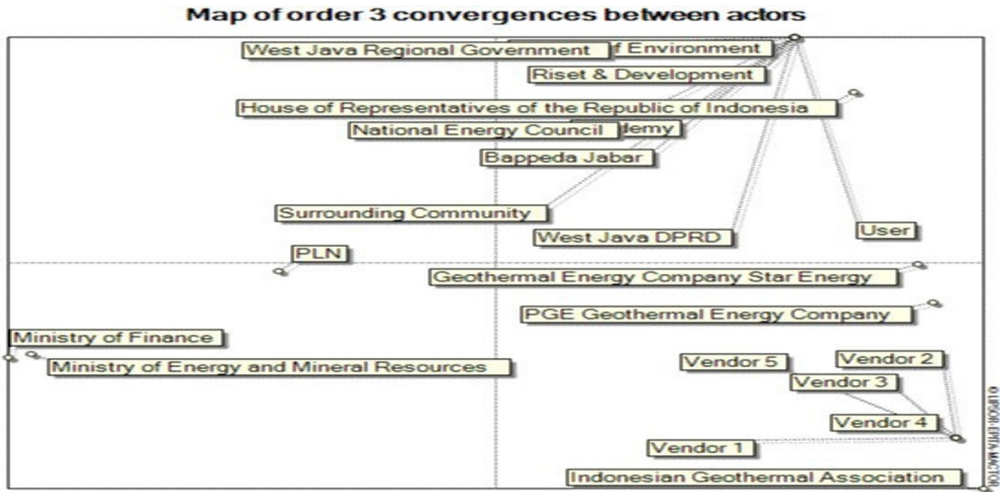 Map of order 3 convergences between actors
West Java Regional Government
f Environment
Riset & Development
House of Representatives of the Republic of Indonesia
National Energy Council
demy
Bappeda Jabar
Surrounding Community
West Java DPRD
User
PLN
Geothermal Energy Company Star Energy
PGE Geothermal Energy Company
Ministry of Finance
Ministry of Energy and Mineral Resources
Vendor 5
Vendor 2
Vendor 3
Vendor 4
Vendor 1
Indonesian Geothermal Association
© LIPSOR-EPITA-MACTOR